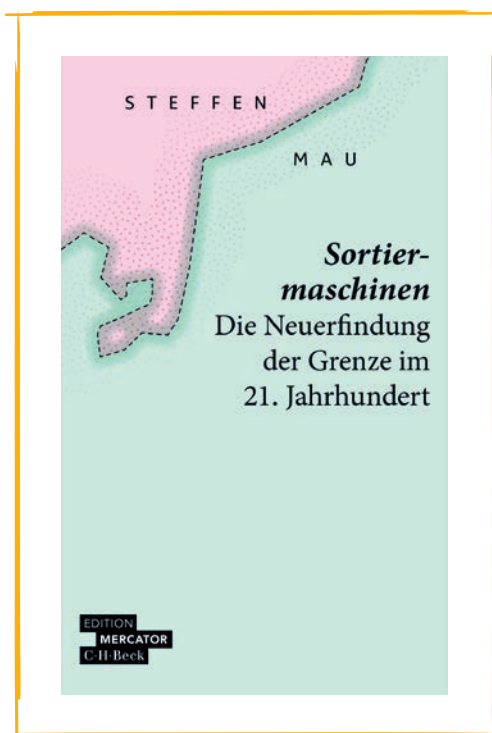 STEFFEN
MAU
Sortier-
maschinen
Die Neuerfindung
der Grenze im
21. Jahrhundert
EDITION
MERCATOR
C·H·Beck